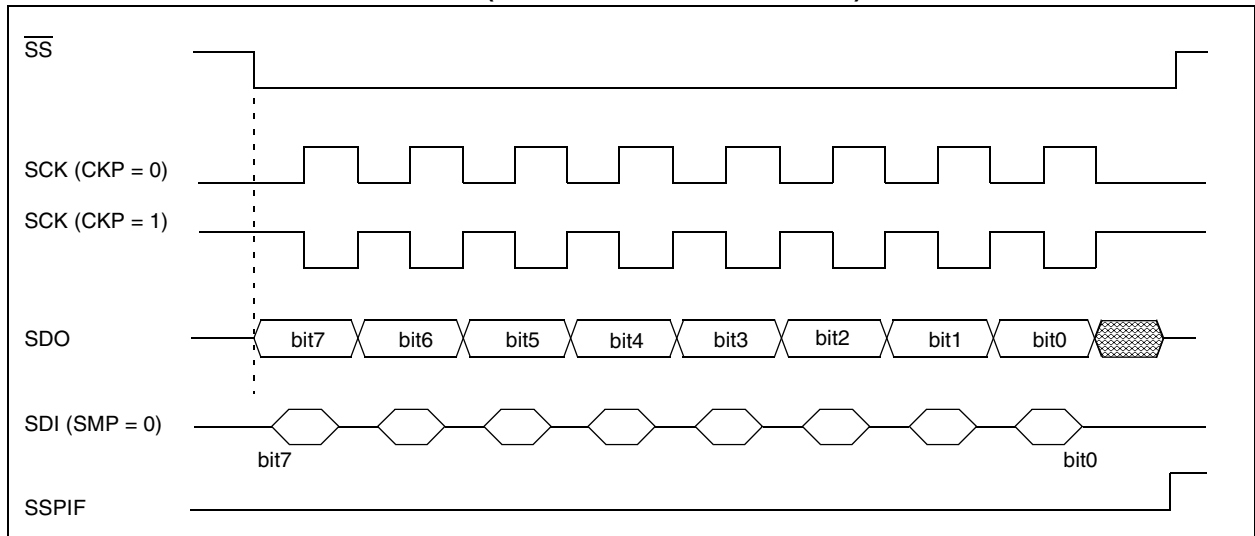 SS
SCK (CKP = 0)
SCK (CKP = 1)
SDO
bit7 bit6 bit5 bit4 bit3 bit2 bit1 bit0
SDI (SMP = 0)
bit7 bit0
SSPIF